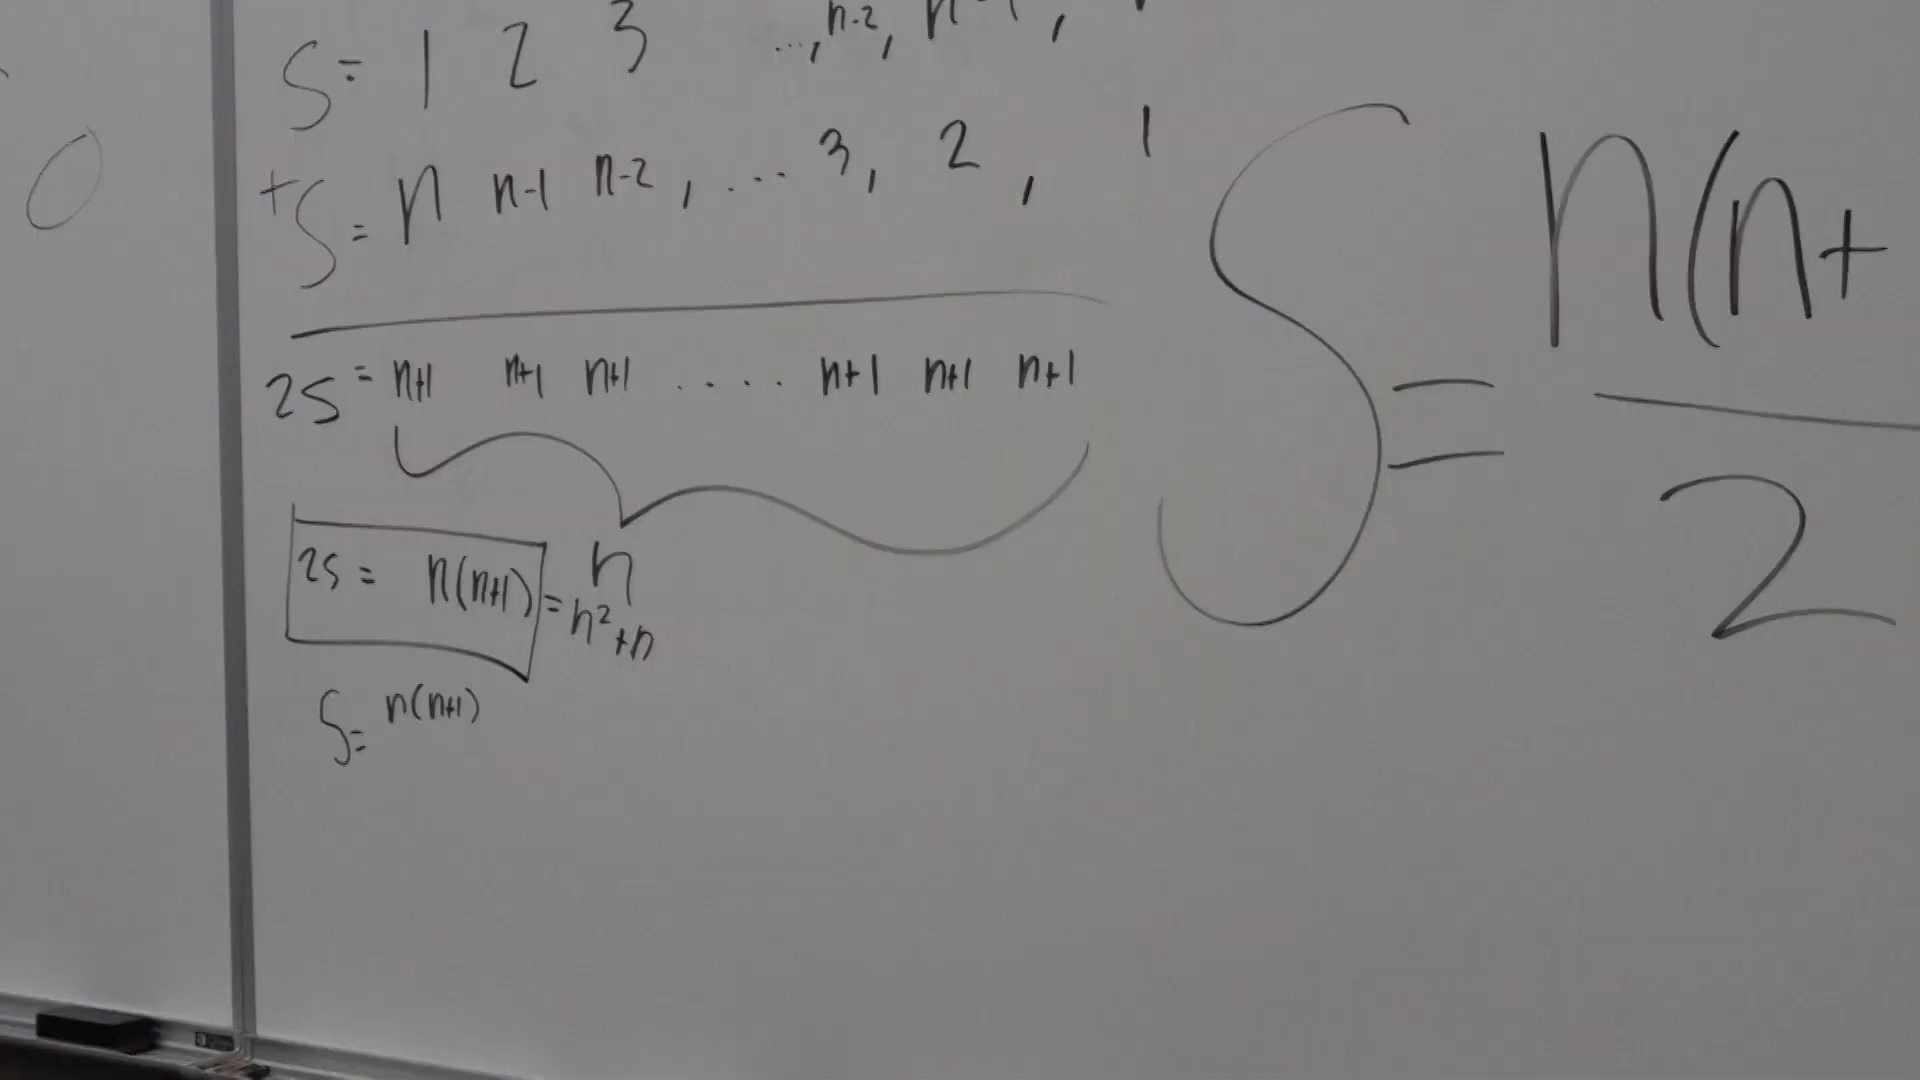 S = 1 2 3 ..., n-2, n-1,
+S = n n-1 n-2, ... 3, 2, 1
2S = n+1 n+1 n+1 ..... n+1 n+1 n+1
n
2S = n(n+1) = n²+n
S = n(n+1)
S = n(n+
2
0